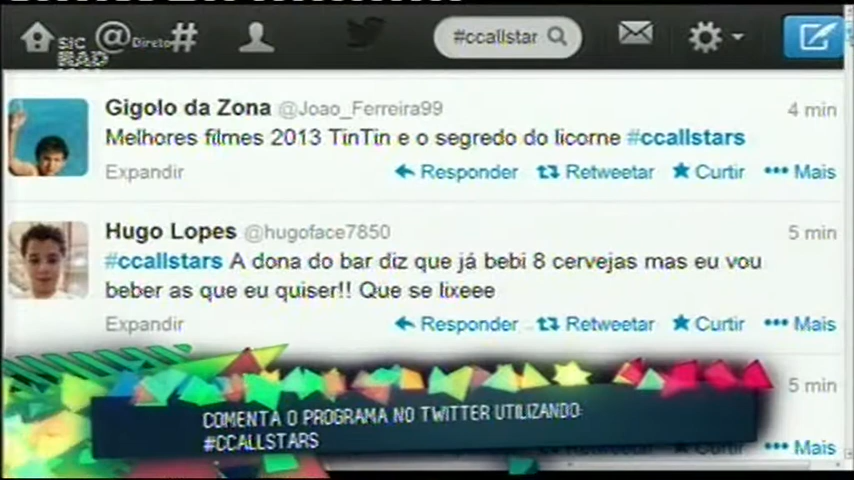 #ccallstar
SIC
RAD
Direto
Gigolo da Zona @Joao_Ferreira99 4 min
Melhores filmes 2013 TinTin e o segredo do licorne #ccallstars
Expandir Responder Retweetar Curtir Mais
Hugo Lopes @hugoface7850 5 min
#ccallstars A dona do bar diz que já bebi 8 cervejas mas eu vou
beber as que eu quiser!! Que se lixeee
Expandir Responder Retweetar Curtir Mais
5 min
COMENTA O PROGRAMA NO TWITTER UTILIZANDO:
#CCALLSTARS
Mais